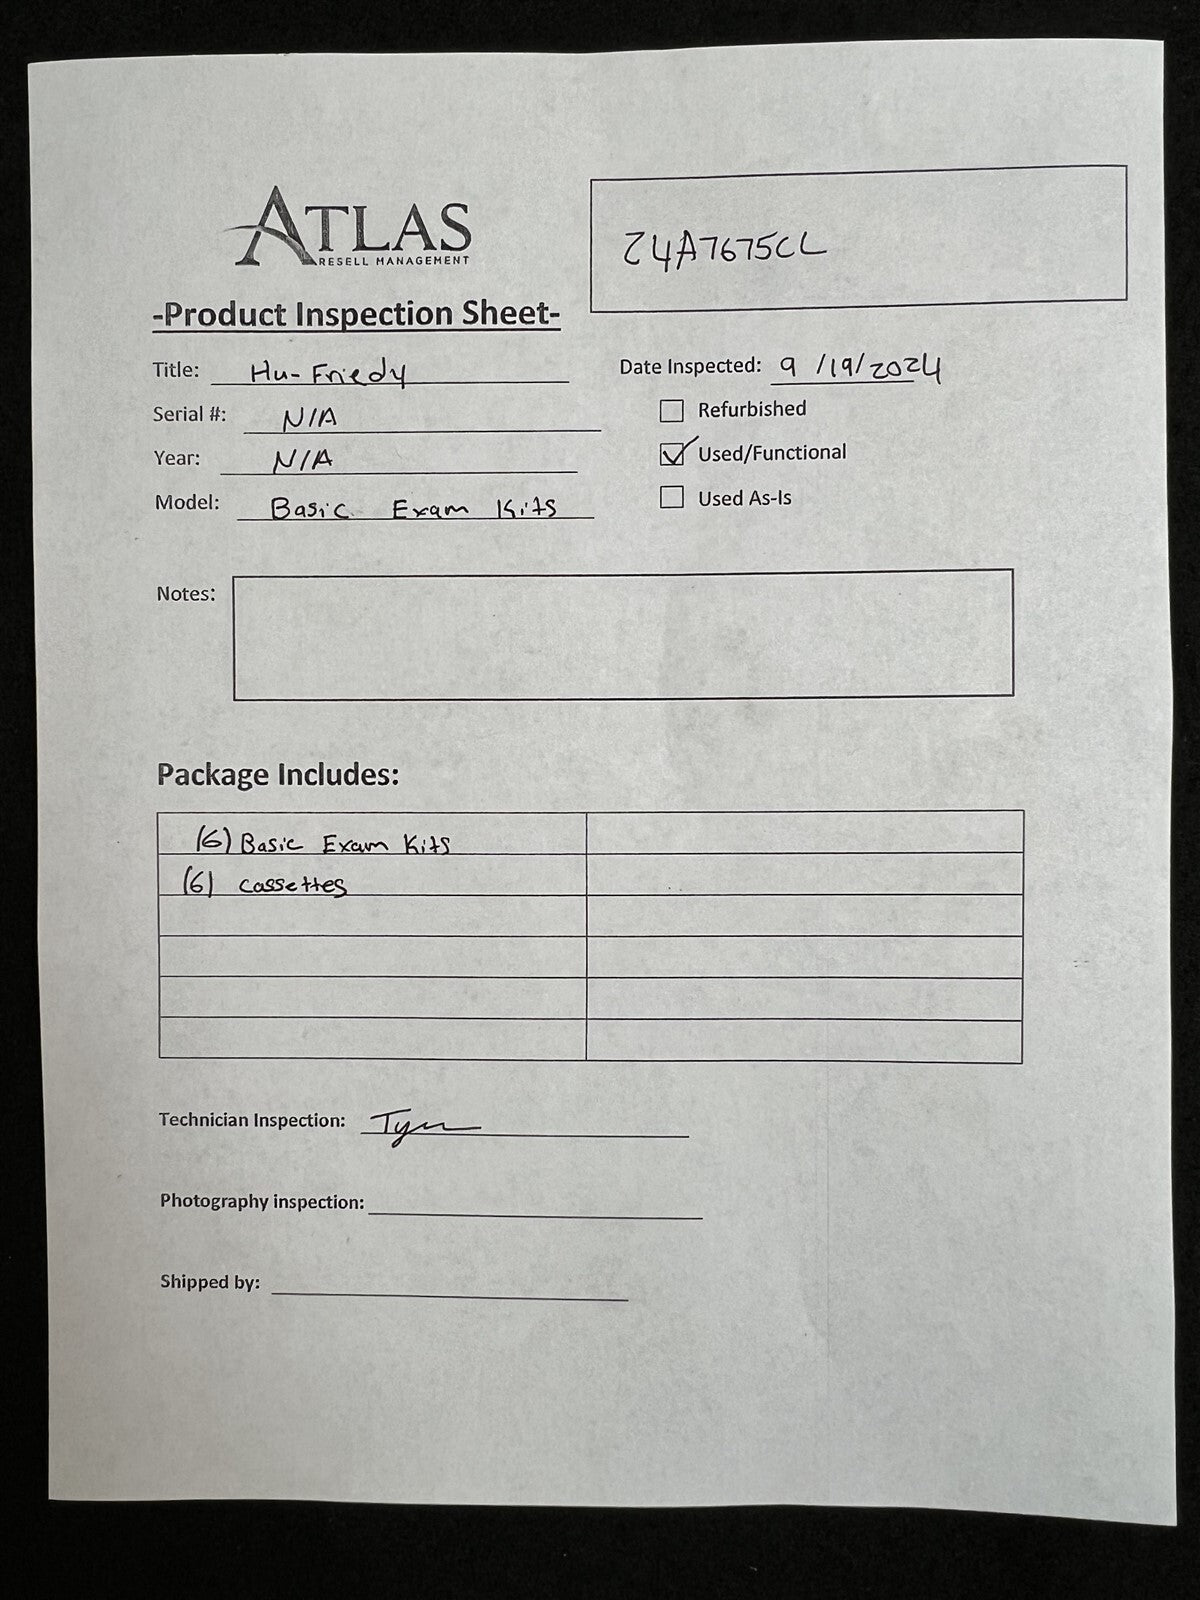 ATLAS
RESELL MANAGEMENT
24A7675CL
-Product Inspection Sheet-
Title: Hu-Friedy
Date Inspected: 9/19/2024
Serial #: N/A
Refurbished
Year: N/A
Used/Functional
Model: Basic Exam Kits
Used As-Is
Notes:
Package Includes:
(6) Basic Exam Kits
(6) Cassettes
Technician Inspection:
Photography inspection:
Shipped by: